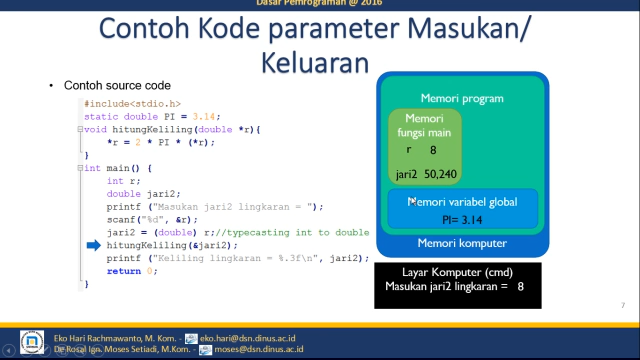 Dasar Pemrograman @ 2016
Contoh Kode parameter Masukan/
Keluaran
• Contoh source code
#include<stdio.h>
static double PI = 3.14;
void hitungKeliling(double *r){
*r = 2 * PI * (*r);
}
int main() {
int r;
double jari2;
printf ("Masukan jari2 lingkaran = ");
scanf("%d", &r);
jari2 = (double) r;//typecasting int to double
hitungKeliling(&jari2);
printf ("Keliling lingkaran = %.3f\n", jari2);
return 0;
}
Memori program
Memori
fungsi main
r 8
jari2 50,240
Memori variabel global
PI= 3.14
Memori komputer
Layar Komputer (cmd)
Masukan jari2 lingkaran = 8
7
Eko Hari Rachmawanto, M. Kom. - eko.hari@dsn.dinus.ac.id
De Rosal Ign. Moses Setiadi, M.Kom. - moses@dsn.dinus.ac.id